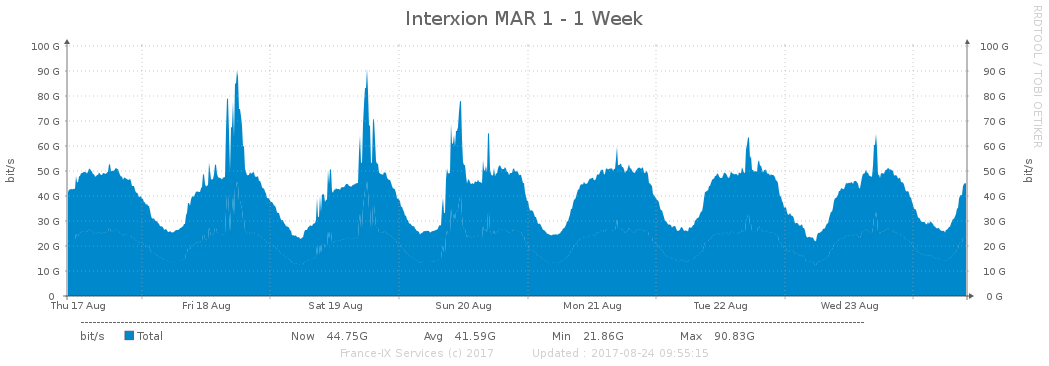 Interxion MAR 1 - 1 Week
RRDTOOL / TOBI OETIKER
bit/s
100 G
90 G
80 G
70 G
60 G
50 G
40 G
30 G
20 G
10 G
0
100 G
90 G
80 G
70 G
60 G
50 G
40 G
30 G
20 G
10 G
0 G
bit/s
Thu 17 Aug Fri 18 Aug Sat 19 Aug Sun 20 Aug Mon 21 Aug Tue 22 Aug Wed 23 Aug
bit/s Total Now 44.75G Avg 41.59G Min 21.86G Max 90.83G
France-IX Services (c) 2017 Updated : 2017-08-24 09:55:15